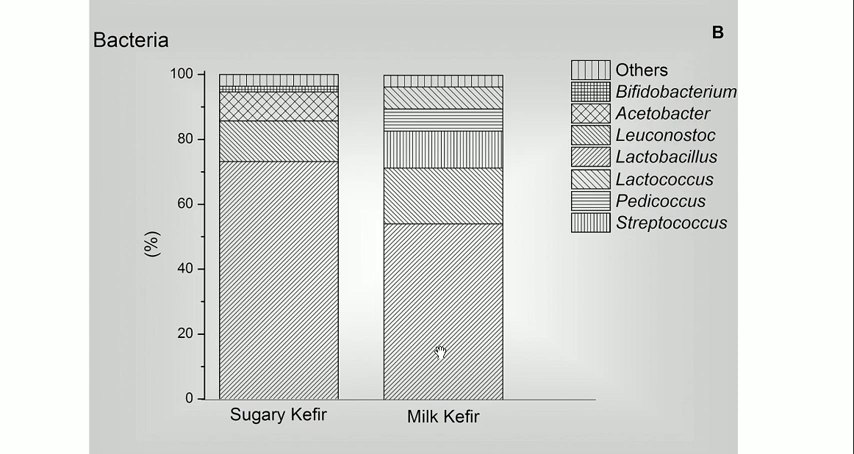 B
Bacteria
100
80
60
40
20
0
(%)
Sugary Kefir
Milk Kefir
Others
Bifidobacterium
Acetobacter
Leuconostoc
Lactobacillus
Lactococcus
Pedicoccus
Streptococcus